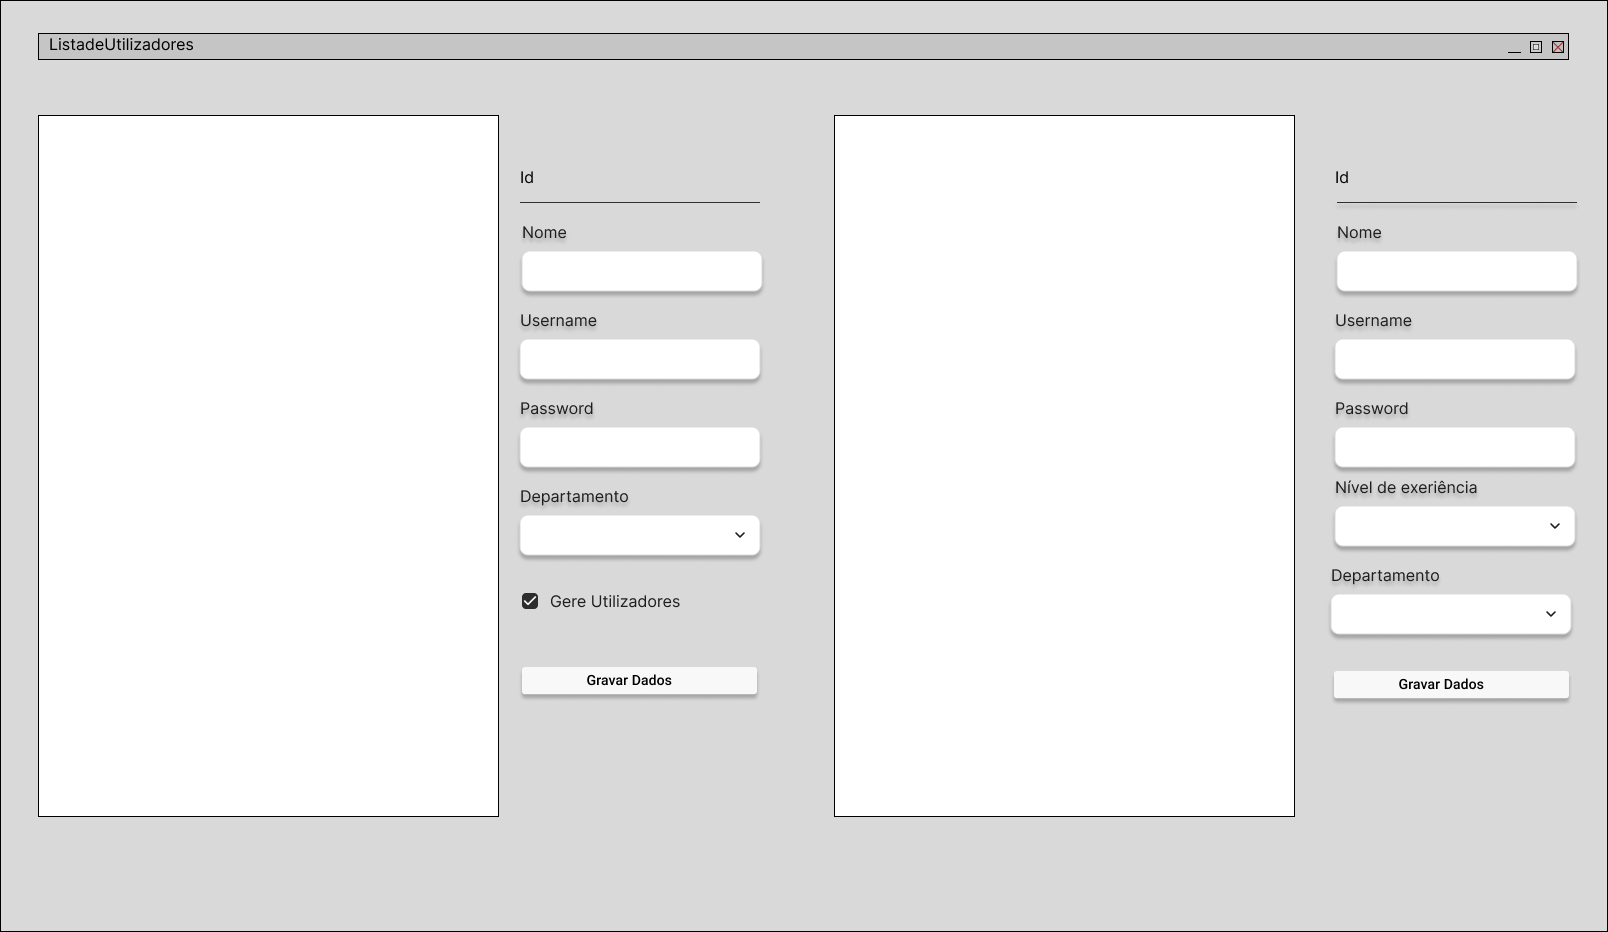 ListadeUtilizadores
Id
Nome
Username
Password
Departamento
Gere Utilizadores
Gravar Dados
Id
Nome
Username
Password
Nível de exeriência
Departamento
Gravar Dados